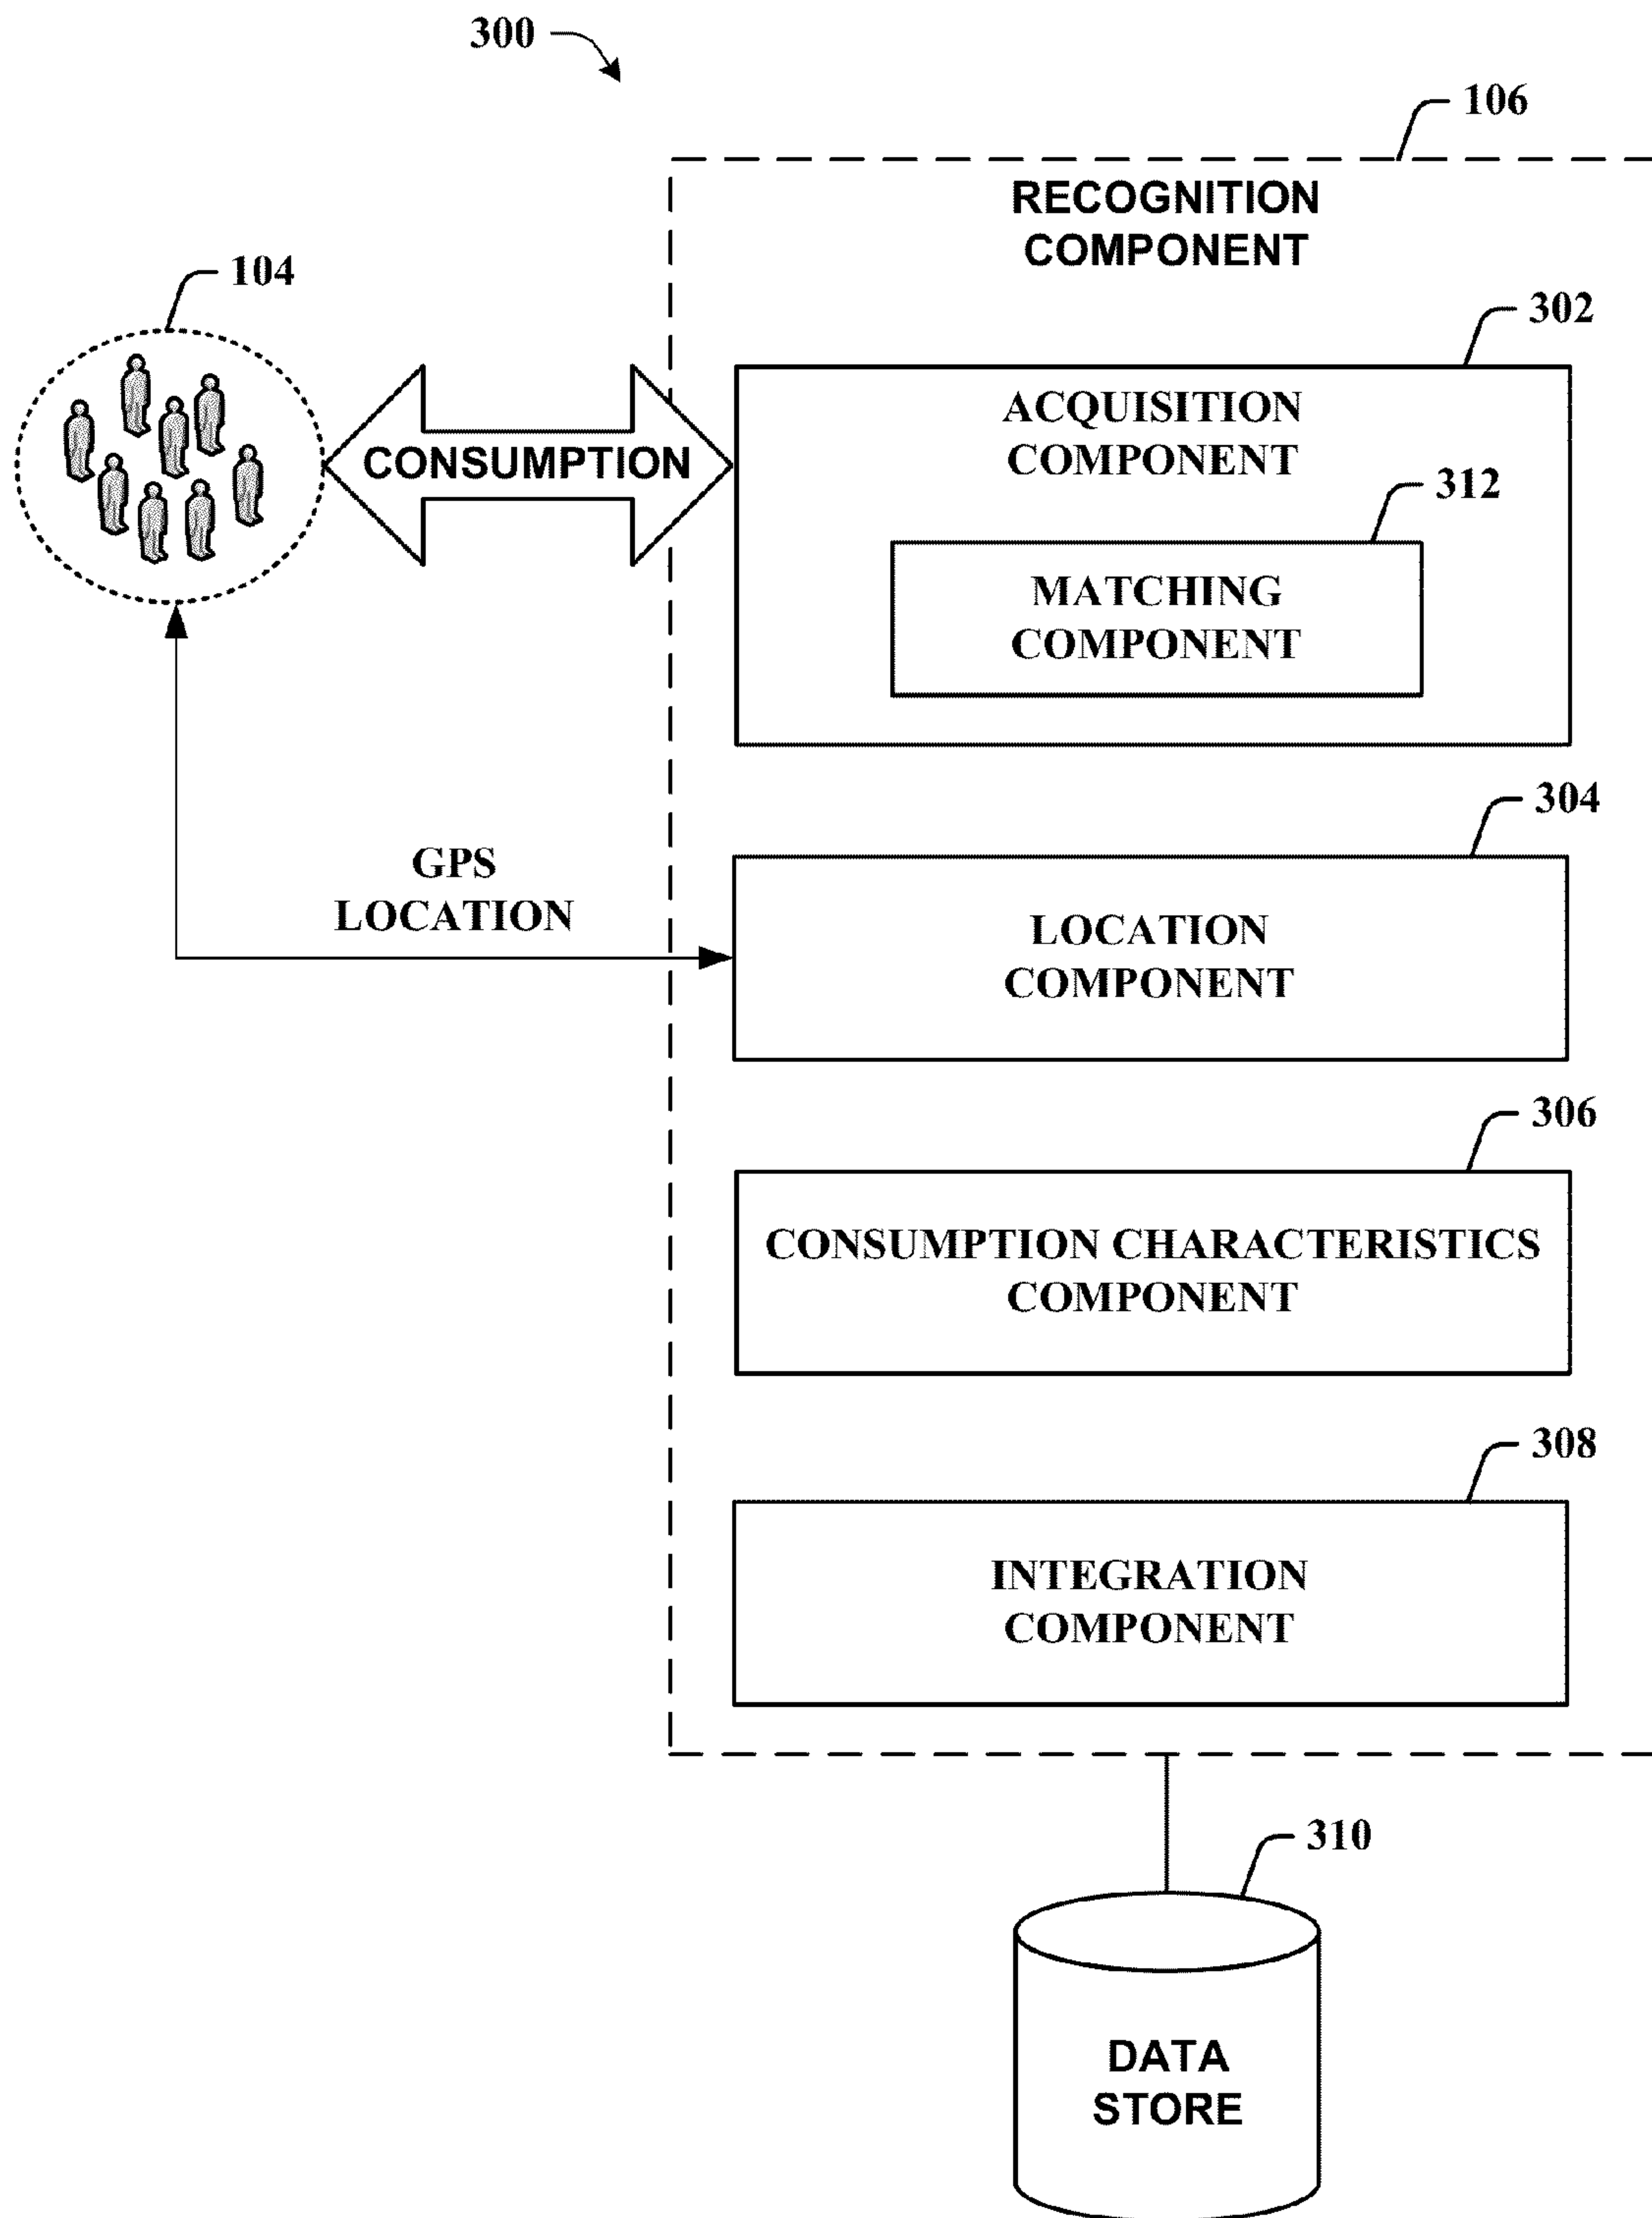 300
106
RECOGNITION
COMPONENT
104
302
ACQUISITION
COMPONENT
CONSUMPTION
312
MATCHING
COMPONENT
304
GPS
LOCATION
LOCATION
COMPONENT
306
CONSUMPTION CHARACTERISTICS
COMPONENT
308
INTEGRATION
COMPONENT
310
DATA
STORE